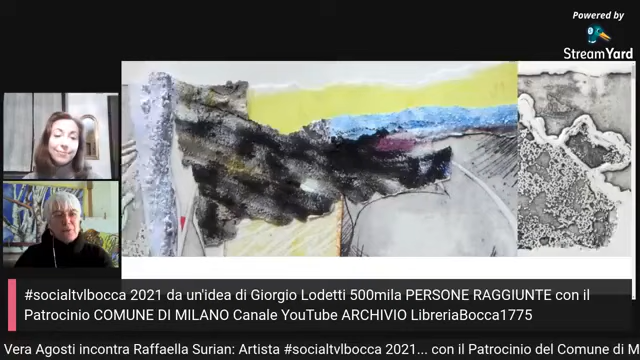 Powered by
StreamYard
#socialtvlbocca 2021 da un'idea di Giorgio Lodetti 500mila PERSONE RAGGIUNTE con il
Patrocinio COMUNE DI MILANO Canale YouTube ARCHIVIO LibreriaBocca1775
Vera Agosti incontra Raffaella Surian: Artista #socialtvlbocca 2021... con il Patrocinio del Comune di M